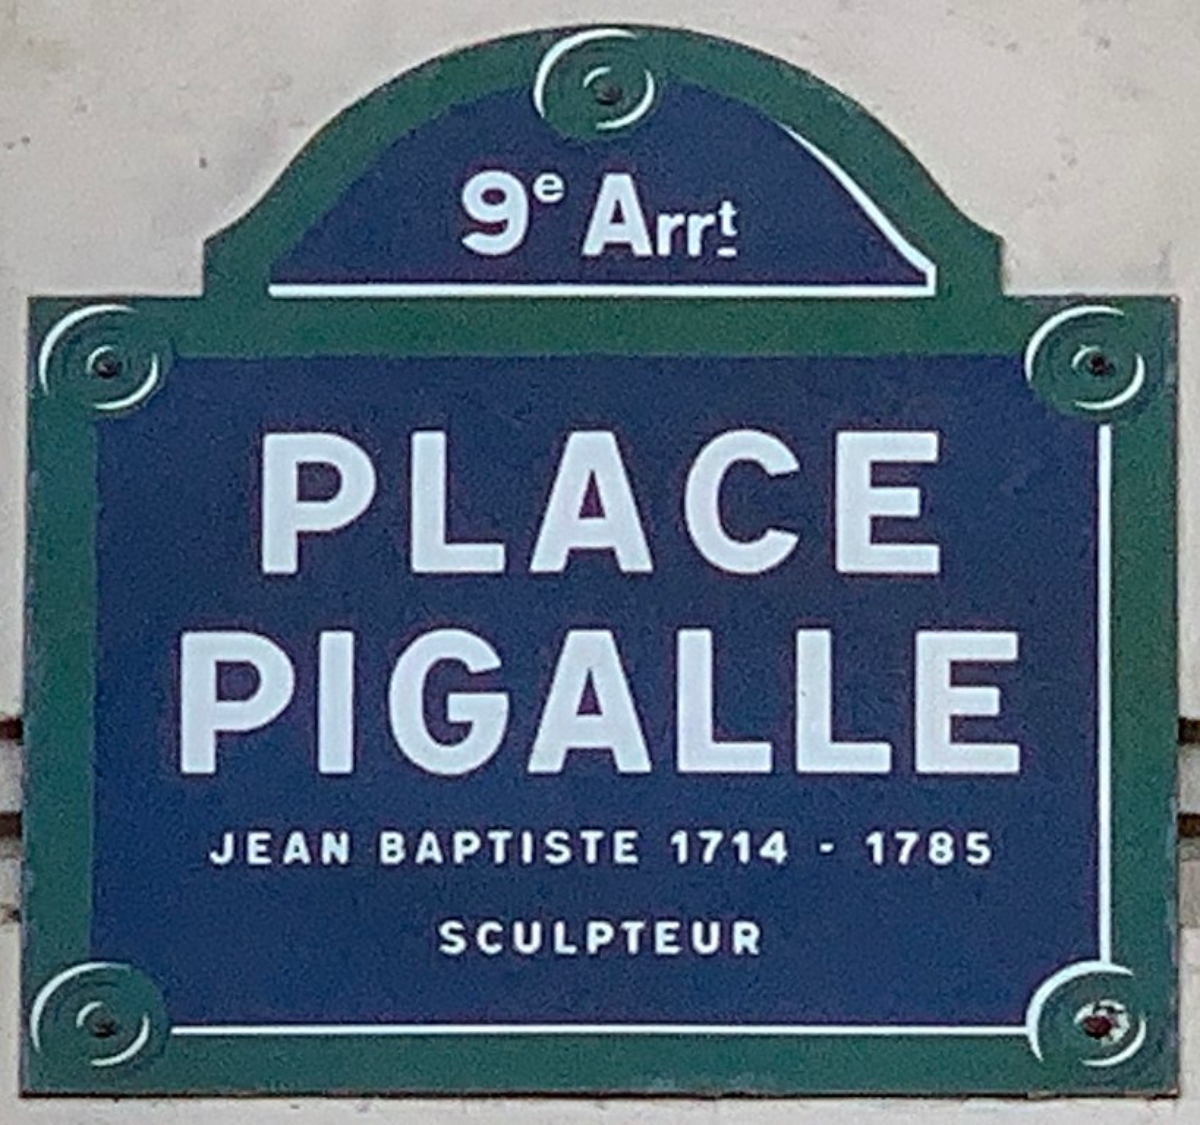 9e Arrt
PLACE
PIGALLE
JEAN BAPTISTE 1714 - 1785
SCULPTEUR